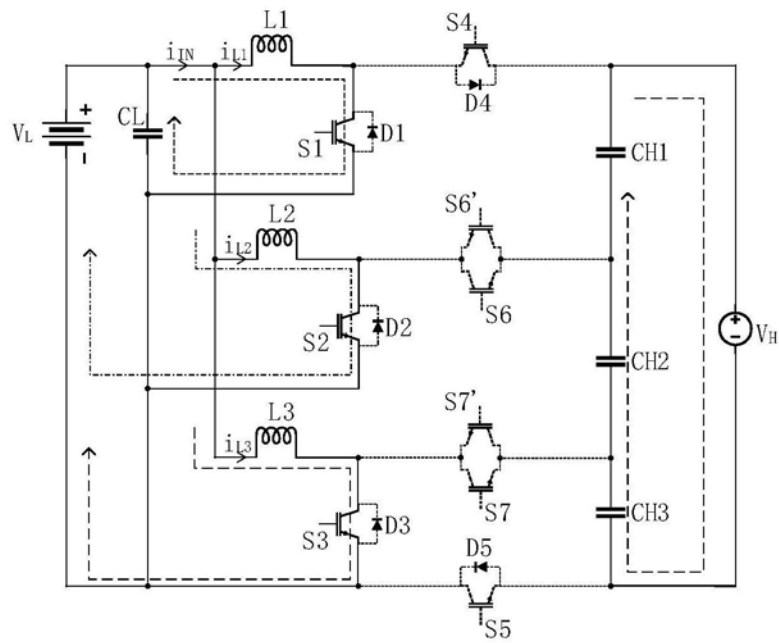 L1
S4
i_IN
i_L1
D4
V_L
+
-
CL
S1
D1
CH1
L2
S6'
i_L2
S6
S2
D2
+
-
V_H
CH2
L3
S7'
i_L3
S7
S3
D3
CH3
D5
S5